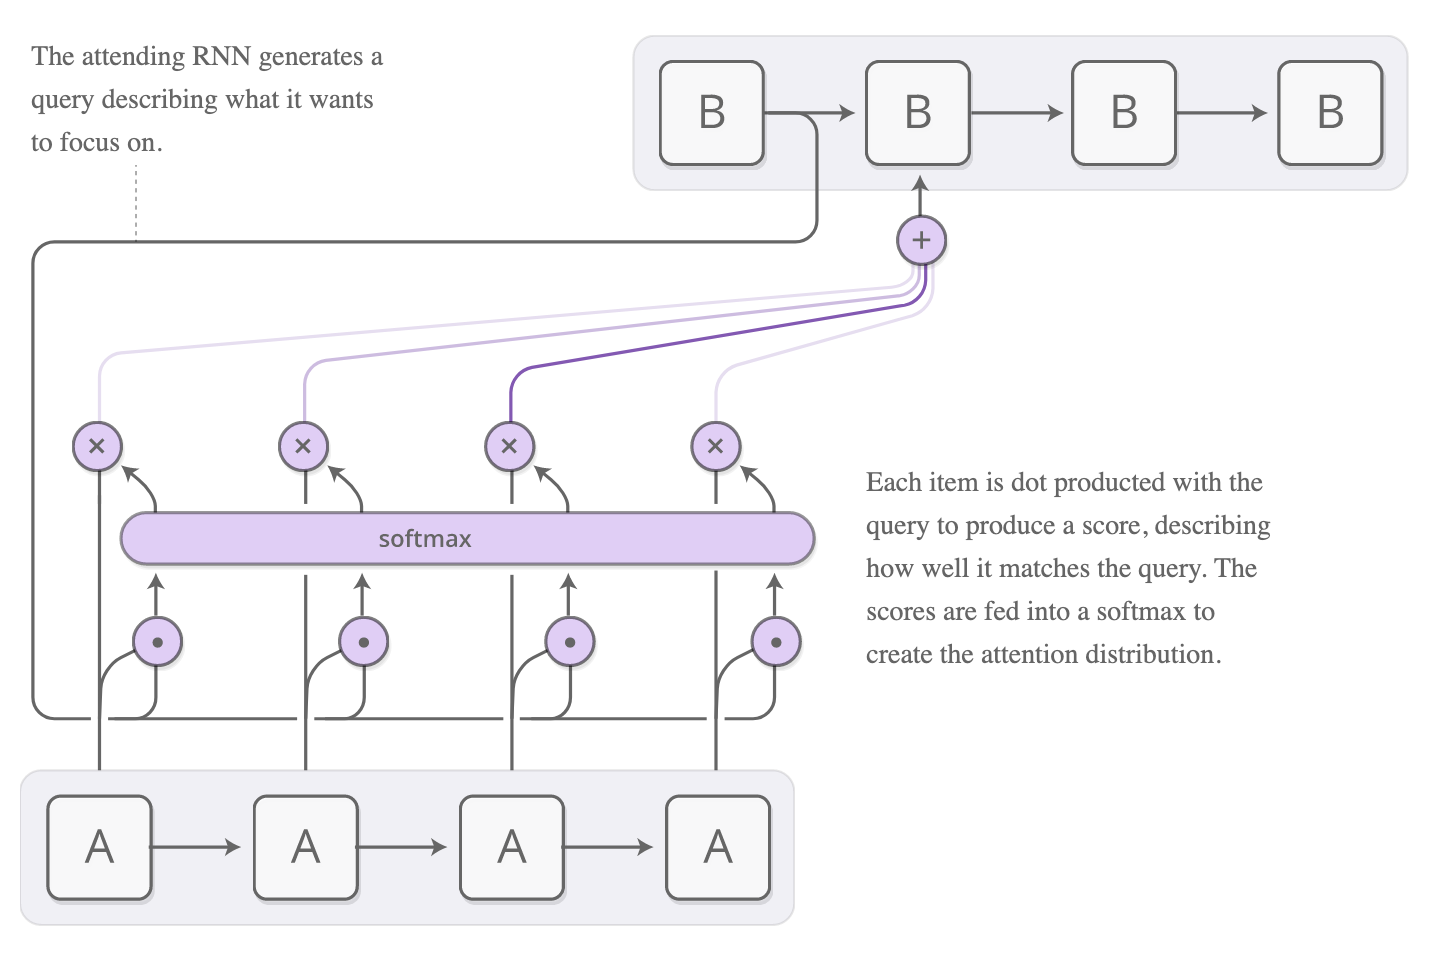 The attending RNN generates a
query describing what it wants
to focus on.
B
B
B
B
+
×
×
×
×
softmax
Each item is dot producted with the
query to produce a score, describing
how well it matches the query. The
scores are fed into a softmax to
create the attention distribution.
A
A
A
A